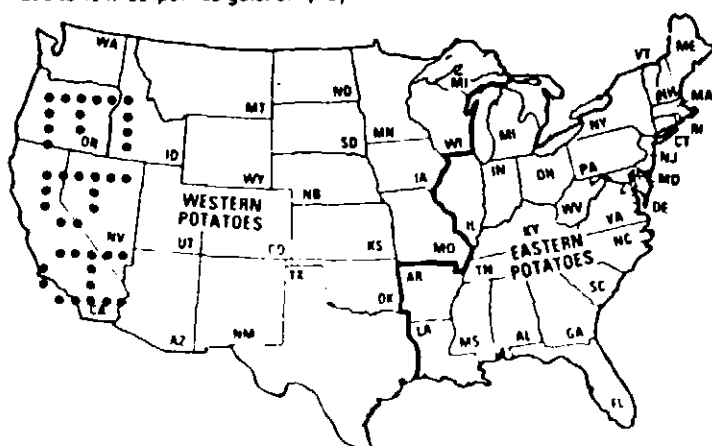 WA
MT
ND
MN
MI
VT
ME
NH
MA
RI
CT
NY
OR
ID
SD
WI
MI
WY
IA
NB
IN
OH
PA
NJ
MD
DE
WESTERN
POTATOES
NV
UT
KS
MO
WV
VA
KY
EASTERN
POTATOES
NC
TX
OK
AR
TN
SC
CA
AZ
NM
LA
MS
AL
GA
FL